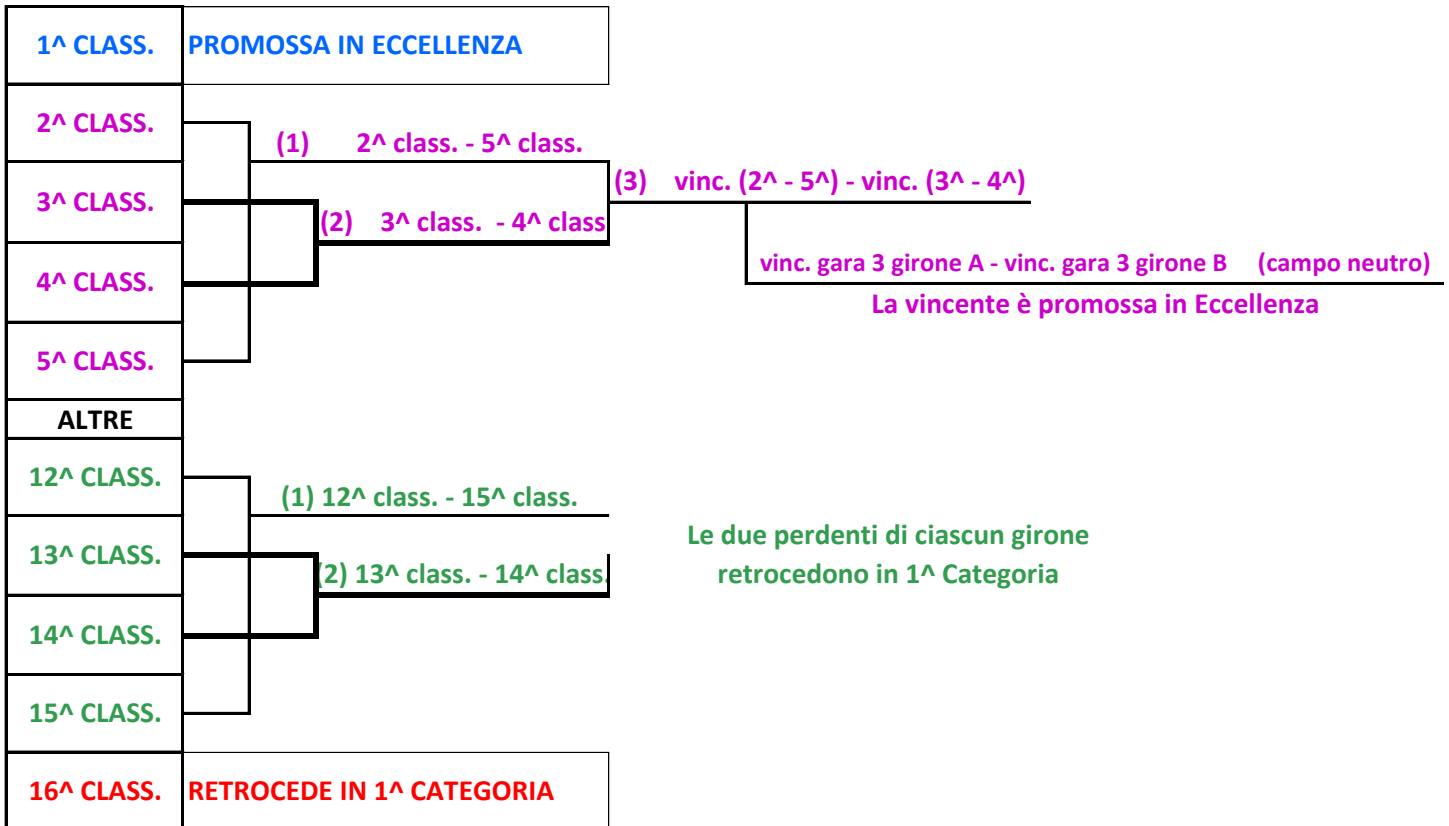 1^ CLASS. PROMOSSA IN ECCELLENZA
2^ CLASS.
(1) 2^ class. - 5^ class.
3^ CLASS.
(3) vinc. (2^ - 5^) - vinc. (3^ - 4^)
(2) 3^ class. - 4^ class
4^ CLASS.
vinc. gara 3 girone A - vinc. gara 3 girone B (campo neutro)
La vincente è promossa in Eccellenza
5^ CLASS.
ALTRE
12^ CLASS.
(1) 12^ class. - 15^ class.
13^ CLASS.
Le due perdenti di ciascun girone
(2) 13^ class. - 14^ class.
retrocedono in 1^ Categoria
14^ CLASS.
15^ CLASS.
16^ CLASS. RETROCEDE IN 1^ CATEGORIA